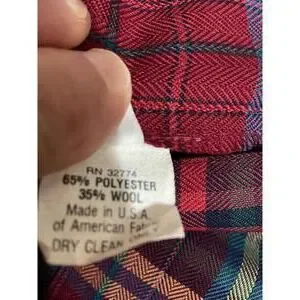 RN 32774
65% POLYESTER
35% WOOL
Made in U.S.A.
of American Fabric
DRY CLEAN